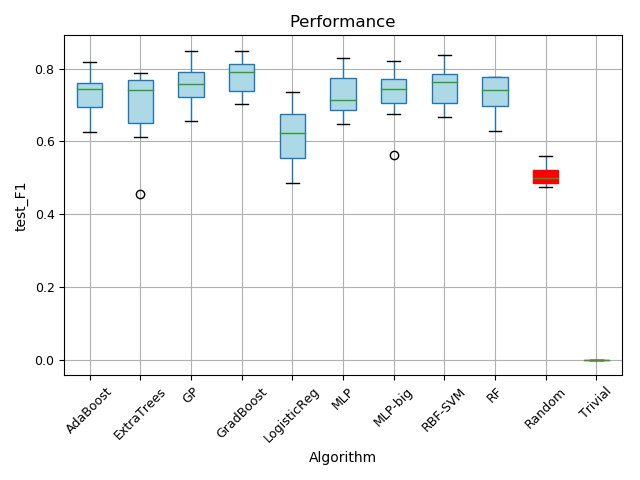 Performance
test_F1
0.8
0.6
0.4
0.2
0.0
AdaBoost
ExtraTrees
GP
GradBoost
LogisticReg
MLP
MLP-big
RBF-SVM
RF
Random
Trivial
Algorithm